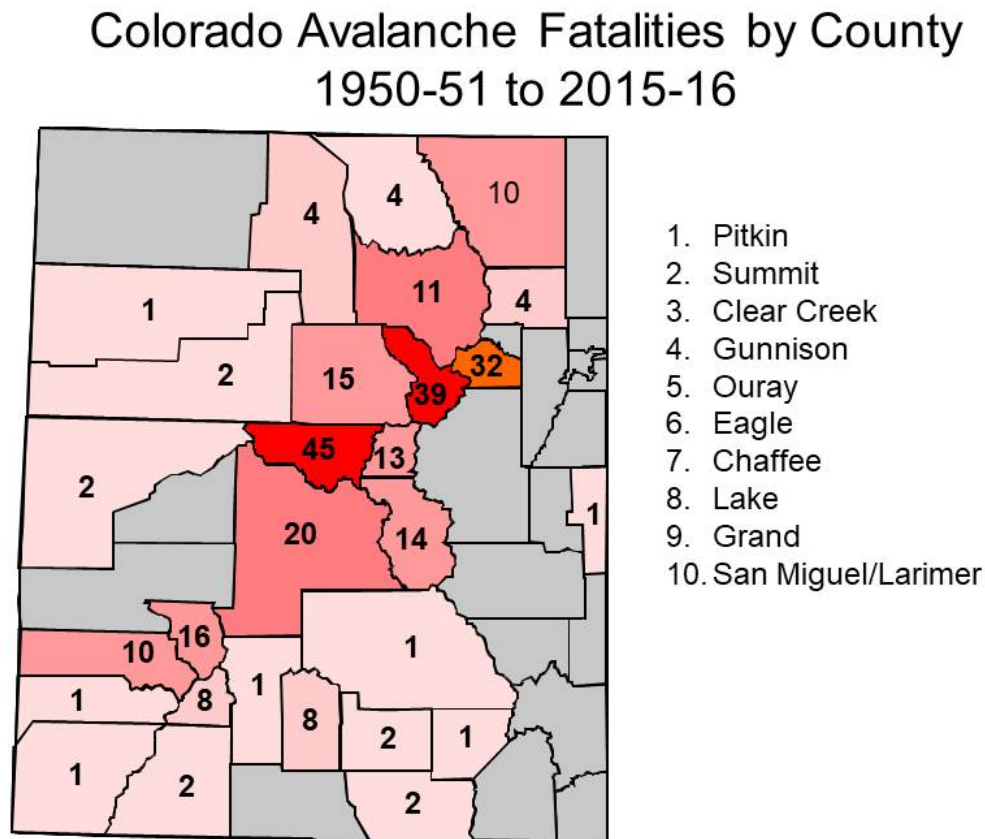 Colorado Avalanche Fatalities by County
1950-51 to 2015-16
4
4
10
11
4
1
2
15
39
32
45
13
2
20
14
1
16
10
1
1
8
1
8
2
1
1
2
2
1. Pitkin
2. Summit
3. Clear Creek
4. Gunnison
5. Ouray
6. Eagle
7. Chaffee
8. Lake
9. Grand
10. San Miguel/Larimer